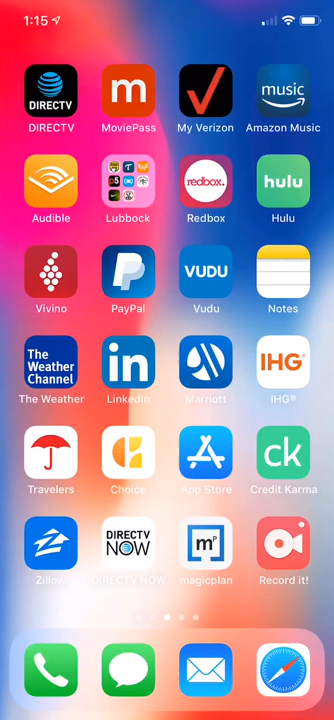 1:15
DIRECTV
DIRECTV
m
MoviePass
My Verizon
music
Amazon Music
Audible
Lubbock
redbox.
Redbox
hulu
Hulu
Vivino
PayPal
VUDU
Vudu
Notes
The
Weather
Channel
The Weather
in
LinkedIn
Marriott
IHG
IHG®
Travelers
Choice
App Store
ck
Credit Karma
Zillow
DIRECTV
NOW
DIRECTV NOW
mp
magicplan
Record it!